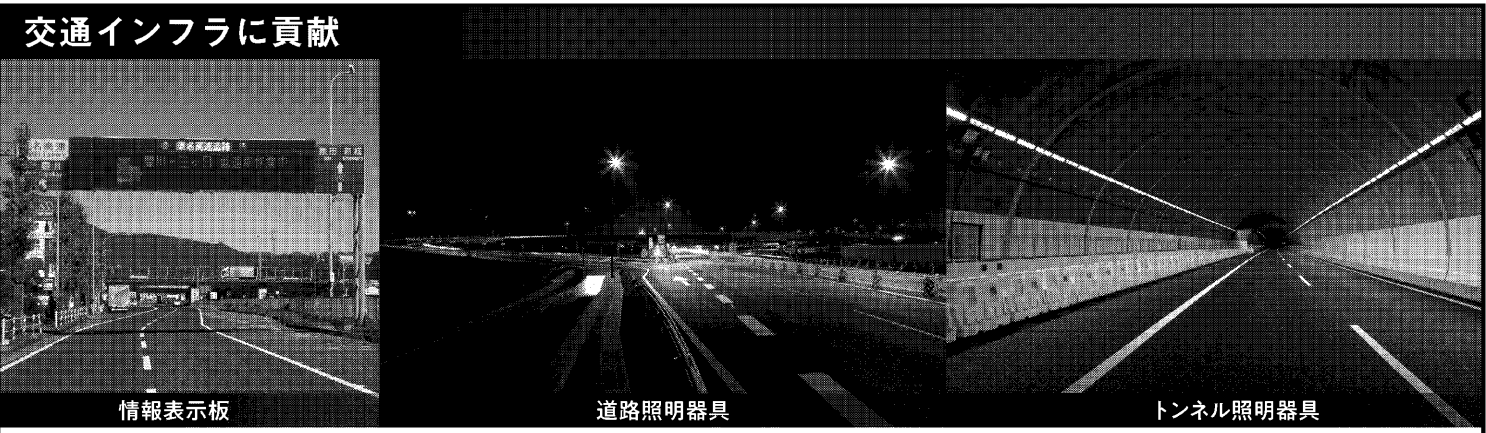 交通インフラに貢献
東名高速道路
情報表示板
道路照明器具
トンネル照明器具